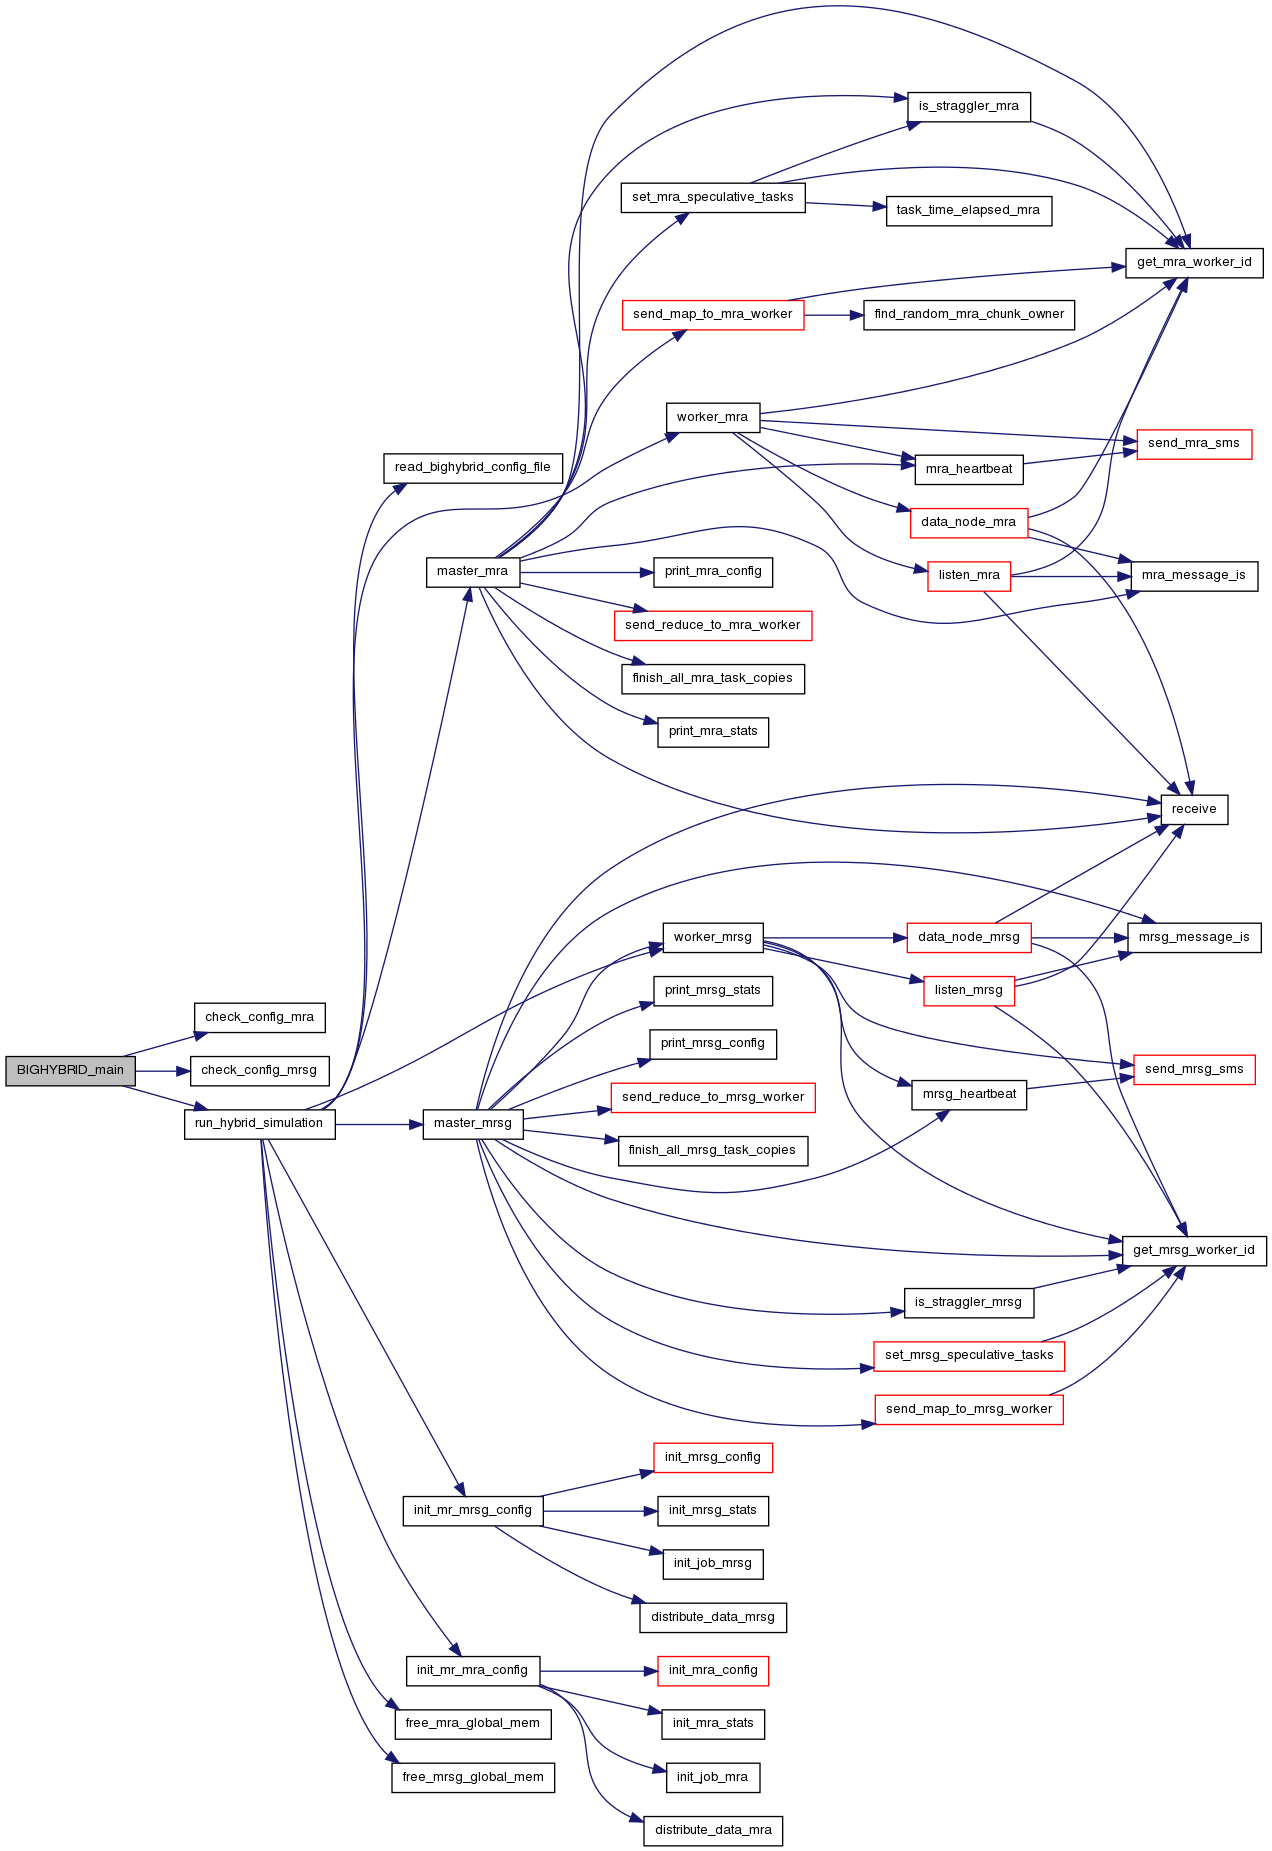 is_straggler_mra
set_mra_speculative_tasks
task_time_elapsed_mra
get_mra_worker_id
send_map_to_mra_worker
find_random_mra_chunk_owner
worker_mra
send_mra_sms
read_bighybrid_config_file
mra_heartbeat
data_node_mra
master_mra
print_mra_config
listen_mra
mra_message_is
send_reduce_to_mra_worker
finish_all_mra_task_copies
print_mra_stats
receive
worker_mrsg
data_node_mrsg
mrsg_message_is
print_mrsg_stats
listen_mrsg
check_config_mra
print_mrsg_config
BIGHYBRID_main
check_config_mrsg
send_mrsg_sms
send_reduce_to_mrsg_worker
mrsg_heartbeat
run_hybrid_simulation
master_mrsg
finish_all_mrsg_task_copies
get_mrsg_worker_id
is_straggler_mrsg
set_mrsg_speculative_tasks
send_map_to_mrsg_worker
init_mrsg_config
init_mr_mrsg_config
init_mrsg_stats
init_job_mrsg
distribute_data_mrsg
init_mr_mra_config
init_mra_config
free_mra_global_mem
init_mra_stats
free_mrsg_global_mem
init_job_mra
distribute_data_mra